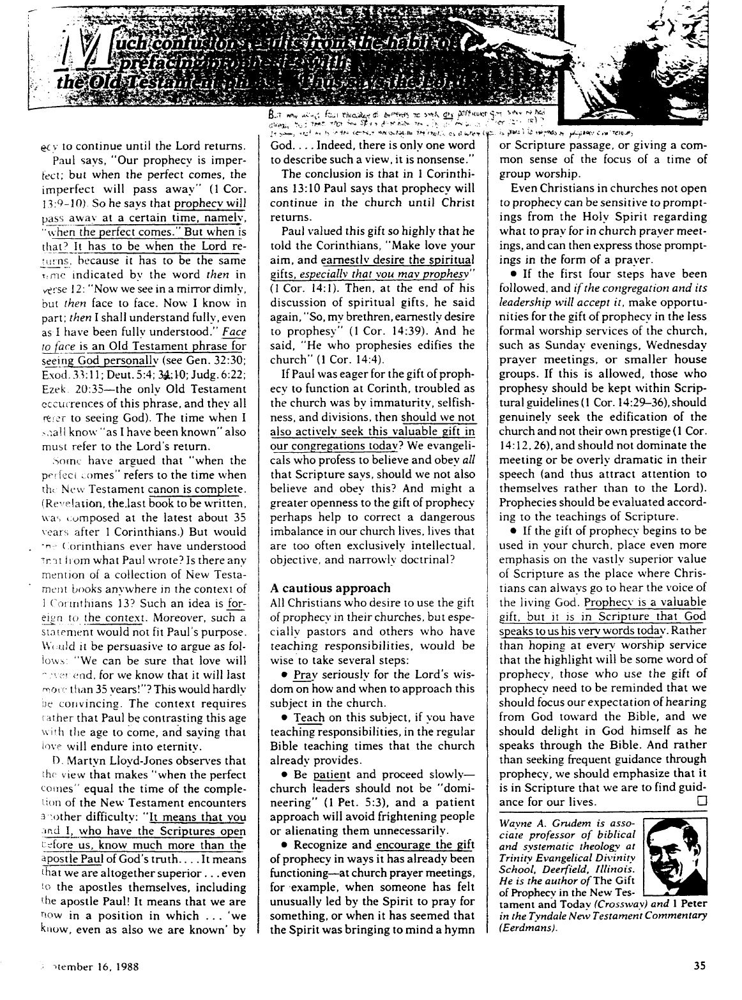 Much confusion results from the habit of
prefacing prophecies with
the Old Testament phrase, "Thus says the Lord
ecy to continue until the Lord returns.
Paul says, "Our prophecy is imper-
fect; but when the perfect comes, the
imperfect will pass away" (1 Cor.
13:9–10). So he says that prophecy will
pass away at a certain time, namely,
"when the perfect comes." But when is
that? It has to be when the Lord re-
turns, because it has to be the same
time indicated by the word then in
verse 12: "Now we see in a mirror dimly,
but then face to face. Now I know in
part; then I shall understand fully, even
as I have been fully understood." Face
to face is an Old Testament phrase for
seeing God personally (see Gen. 32:30;
Exod. 33:11; Deut. 5:4; 34:10; Judg. 6:22;
Ezek. 20:35—the only Old Testament
occurrences of this phrase, and they all
refer to seeing God). The time when I
shall know "as I have been known" also
must refer to the Lord's return.
Some have argued that "when the
perfect comes" refers to the time when
the New Testament canon is complete.
(Revelation, the last book to be written,
was composed at the latest about 35
years after 1 Corinthians.) But would
the Corinthians ever have understood
that from what Paul wrote? Is there any
mention of a collection of New Testa-
ment books anywhere in the context of
1 Corinthians 13? Such an idea is for-
eign to the context. Moreover, such a
statement would not fit Paul's purpose.
Would it be persuasive to argue as fol-
lows: "We can be sure that love will
never end, for we know that it will last
more than 35 years!"? This would hardly
be convincing. The context requires
rather that Paul be contrasting this age
with the age to come, and saying that
love will endure into eternity.
D. Martyn Lloyd-Jones observes that
the view that makes "when the perfect
comes" equal the time of the comple-
tion of the New Testament encounters
another difficulty: "It means that you
and I, who have the Scriptures open
before us, know much more than the
apostle Paul of God's truth. . . . It means
that we are altogether superior . . . even
to the apostles themselves, including
the apostle Paul! It means that we are
now in a position in which . . . 'we
know, even as also we are known' by
God. . . . Indeed, there is only one word
to describe such a view, it is nonsense."
The conclusion is that in 1 Corinthi-
ans 13:10 Paul says that prophecy will
continue in the church until Christ
returns.
Paul valued this gift so highly that he
told the Corinthians, "Make love your
aim, and earnestly desire the spiritual
gifts, especially that you may prophesy"
(1 Cor. 14:1). Then, at the end of his
discussion of spiritual gifts, he said
again, "So, my brethren, earnestly desire
to prophesy" (1 Cor. 14:39). And he
said, "He who prophesies edifies the
church" (1 Cor. 14:4).
If Paul was eager for the gift of proph-
ecy to function at Corinth, troubled as
the church was by immaturity, selfish-
ness, and divisions, then should we not
also actively seek this valuable gift in
our congregations today? We evangeli-
cals who profess to believe and obey all
that Scripture says, should we not also
believe and obey this? And might a
greater openness to the gift of prophecy
perhaps help to correct a dangerous
imbalance in our church lives, lives that
are too often exclusively intellectual,
objective, and narrowly doctrinal?
A cautious approach
All Christians who desire to use the gift
of prophecy in their churches, but espe-
cially pastors and others who have
teaching responsibilities, would be
wise to take several steps:
• Pray seriously for the Lord's wis-
dom on how and when to approach this
subject in the church.
• Teach on this subject, if you have
teaching responsibilities, in the regular
Bible teaching times that the church
already provides.
• Be patient and proceed slowly—
church leaders should not be "domi-
neering" (1 Pet. 5:3), and a patient
approach will avoid frightening people
or alienating them unnecessarily.
• Recognize and encourage the gift
of prophecy in ways it has already been
functioning—at church prayer meetings,
for example, when someone has felt
unusually led by the Spirit to pray for
something, or when it has seemed that
the Spirit was bringing to mind a hymn
or Scripture passage, or giving a com-
mon sense of the focus of a time of
group worship.
Even Christians in churches not open
to prophecy can be sensitive to prompt-
ings from the Holy Spirit regarding
what to pray for in church prayer meet-
ings, and can then express those prompt-
ings in the form of a prayer.
• If the first four steps have been
followed, and if the congregation and its
leadership will accept it, make opportu-
nities for the gift of prophecy in the less
formal worship services of the church,
such as Sunday evenings, Wednesday
prayer meetings, or smaller house
groups. If this is allowed, those who
prophesy should be kept within Scrip-
tural guidelines (1 Cor. 14:29–36), should
genuinely seek the edification of the
church and not their own prestige (1 Cor.
14:12, 26), and should not dominate the
meeting or be overly dramatic in their
speech (and thus attract attention to
themselves rather than to the Lord).
Prophecies should be evaluated accord-
ing to the teachings of Scripture.
• If the gift of prophecy begins to be
used in your church, place even more
emphasis on the vastly superior value
of Scripture as the place where Chris-
tians can always go to hear the voice of
the living God. Prophecy is a valuable
gift, but it is in Scripture that God
speaks to us his very words today. Rather
than hoping at every worship service
that the highlight will be some word of
prophecy, those who use the gift of
prophecy need to be reminded that we
should focus our expectation of hearing
from God toward the Bible, and we
should delight in God himself as he
speaks through the Bible. And rather
than seeking frequent guidance through
prophecy, we should emphasize that it
is in Scripture that we are to find guid-
ance for our lives. □
Wayne A. Grudem is asso-
ciate professor of biblical
and systematic theology at
Trinity Evangelical Divinity
School, Deerfield, Illinois.
He is the author of The Gift
of Prophecy in the New Tes-
tament and Today (Crossway) and 1 Peter
in the Tyndale New Testament Commentary
(Eerdmans).
September 16, 1988
35